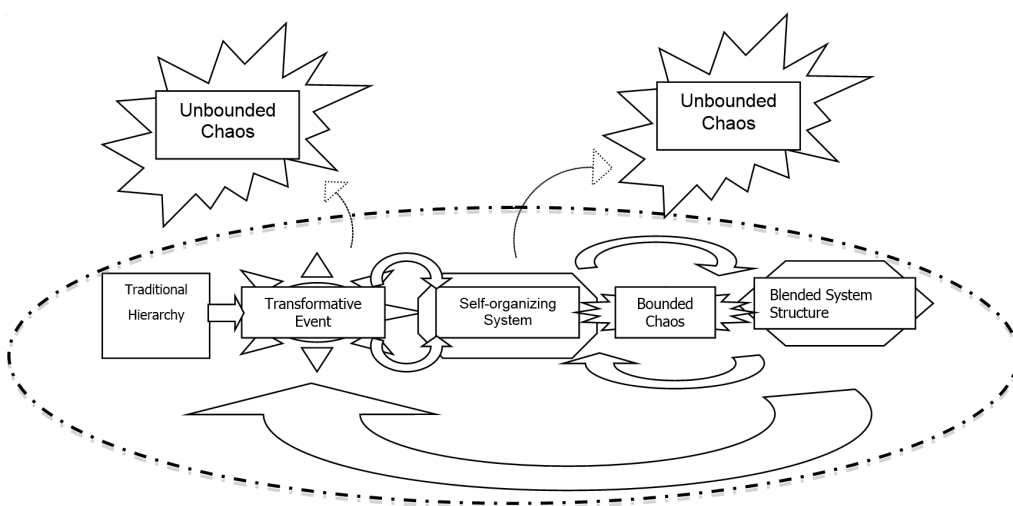 Unbounded
Chaos
Unbounded
Chaos
Traditional
Hierarchy
Transformative
Event
Self-organizing
System
Bounded
Chaos
Blended System
Structure